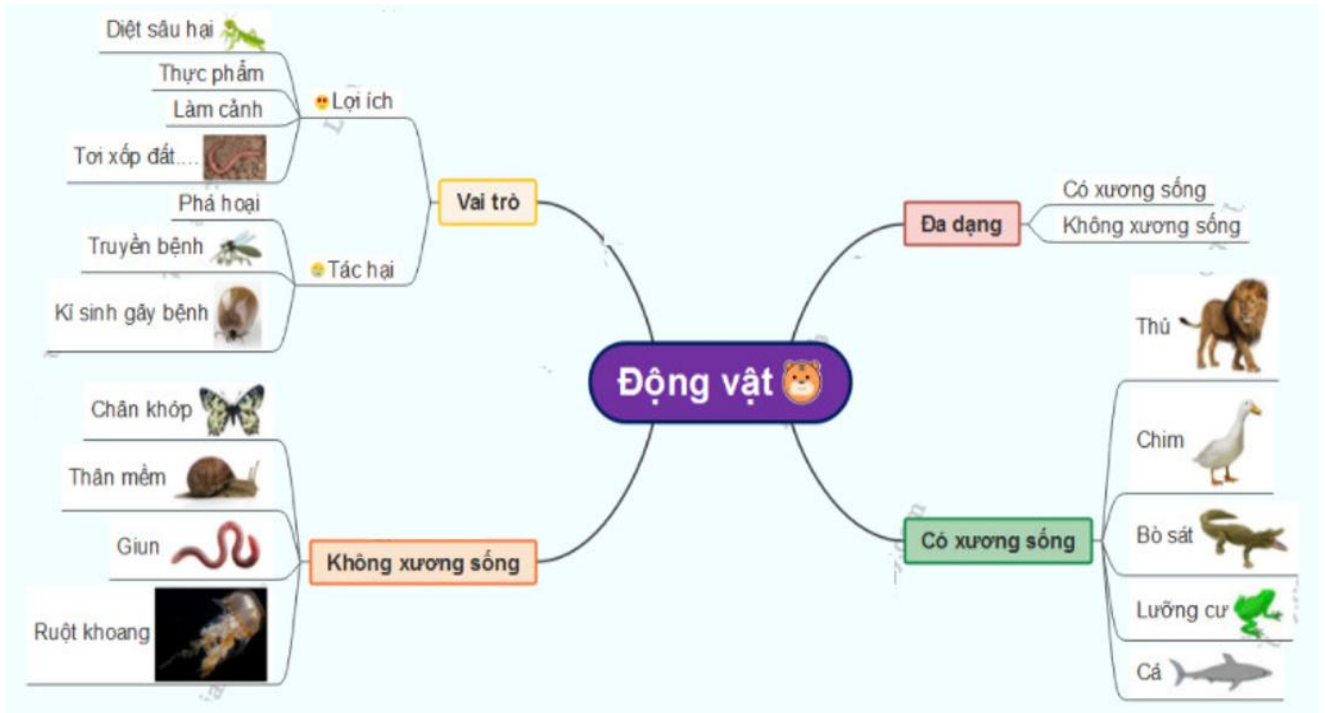 Diệt sâu hại
Thực phẩm
Làm cảnh
Tơi xốp đất....
Lợi ích
Phá hoại
Truyền bệnh
Kí sinh gây bệnh
Tác hại
Vai trò
Đa dạng
Có xương sống
Không xương sống
Động vật
Chân khớp
Thân mềm
Giun
Ruột khoang
Không xương sống
Có xương sống
Thú
Chim
Bò sát
Lưỡng cư
Cá